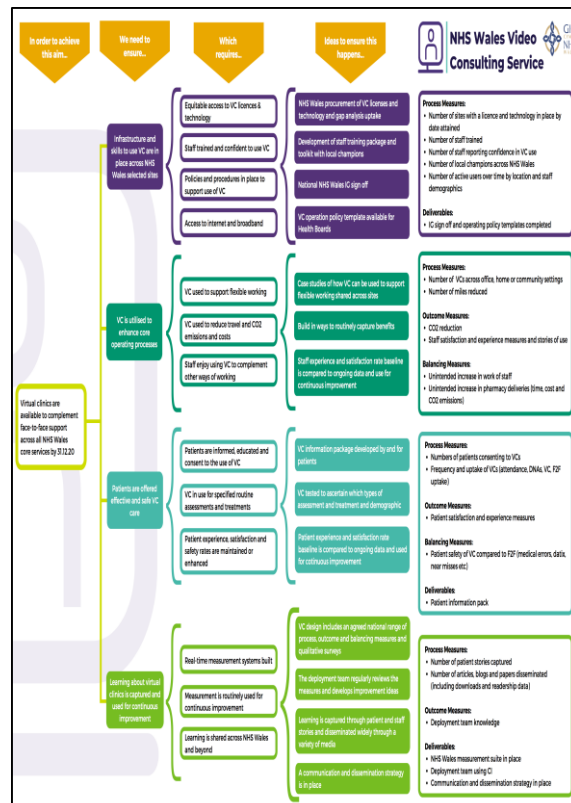 In order to achieve
this aim...
We need to
ensure...
Which
requires...
Ideas to ensure this
happens...
NHS Wales Video
Consulting Service
Virtual clinics are
available to complement
face-to-face support
across all NHS Wales
core services by 31.12.20
Infrastructure and
skills to use VC are in
place across NHS
Wales selected sites
Equitable access to VC licences &
technology
Staff trained and confident to use VC
Policies and procedures in place to
support use of VC
Access to internet and broadband
NHS Wales procurement of VC licenses and
technology and gap analysis uptake
Development of staff training package and
toolkit with local champions
National NHS Wales IG sign off
VC operation policy template available for
Health Boards
Process Measures:
• Number of sites with a licence and technology in place by
date attained
• Number of staff trained
• Number of staff reporting confidence in VC use
• Number of local champions across NHS Wales
• Number of active users over time by location and staff
demographics
Deliverables:
• IG sign off and operating policy templates completed
VC is utilised to
enhance core
operating processes
VC used to support flexible working
VC used to reduce travel and CO2
emissions and costs
Staff enjoy using VC to complement
other ways of working
Case studies of how VC can be used to support
flexible working shared across sites
Build in ways to routinely capture benefits
Staff experience and satisfaction rate baseline
is compared to ongoing data and use for
continuous improvement
Process Measures:
• Number of VCs across office, home or community settings
• Number of miles reduced
Outcome Measures:
• CO2 reduction
• Staff satisfaction and experience measures and stories of use
Balancing Measures:
• Unintended increase in work of staff
• Unintended increase in pharmacy deliveries (time, cost and
CO2 emissions)
Patients are offered
effective and safe VC
care
Patients are informed, educated and
consent to the use of VC
VC in use for specified routine
assessments and treatments
Patient experience, satisfaction and
safety rates are maintained or
enhanced
VC information package developed by and for
patients
VC tested to ascertain which types of
assessment and treatment and demographic
Patient experience and satisfaction rate
baseline is compared to ongoing data and used
for cotinuous improvement
Process Measures:
• Numbers of patients consenting to VCs
• Frequency and uptake of VCs (attendance, DNAs, VC, F2F
uptake)
Outcome Measures:
• Patient satisfaction and experience measures
Balancing Measures:
• Patient safety of VC compared to F2F (medical errors, datix,
near misses etc)
Deliverables:
• Patient information pack
Learning about virtual
clinics is captured and
used for continuous
improvement
Real-time measurement systems built
Measurement is routinely used for
continuous improvement
Learning is shared across NHS Wales
and beyond
VC design includes an agreed national range of
process, outcome and balancing measures and
qualitative surveys
The deployment team regularly reviews the
measures and develops improvement ideas
Learning is captured through patient and staff
stories and disseminated widely through a
variety of media
A communication and dissemination strategy is
in place
Process Measures:
• Number of patient stories captured
• Number of articles, blogs and papers disseminated
(including downloads and readership data)
Outcome Measures:
• Deployment team knowledge
Deliverables:
• NHS Wales measurement suite in place
• Deployment team using CI
• Communication and dissemination strategy in place